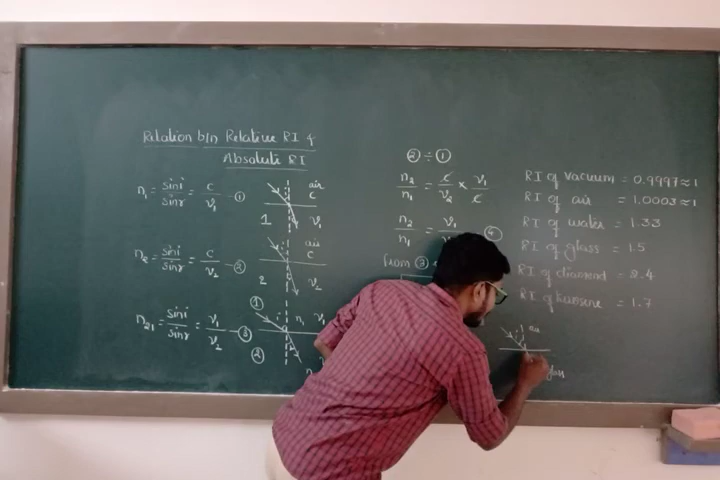 Relation b/n Relative RI &
Absolute RI
n₁ = sini/sinr = c/v₁ — ①
air
c
1
v₁
n₂ = sini/sinr = c/v₂ — ②
air
c
2
v₂
n₂₁ = sini/sinr = v₁/v₂ — ③
①
i
n₁ v₁
②
n
② ÷ ①
n₂/n₁ = c/v₂ × v₁/c
n₂/n₁ = v₁/v
④
from ③
RI of vacuum = 0.9997 ≈ 1
RI of air = 1.0003 ≈ 1
RI of water = 1.33
RI of glass = 1.5
RI of diamond = 2.4
RI of = 1.7
i air
glass